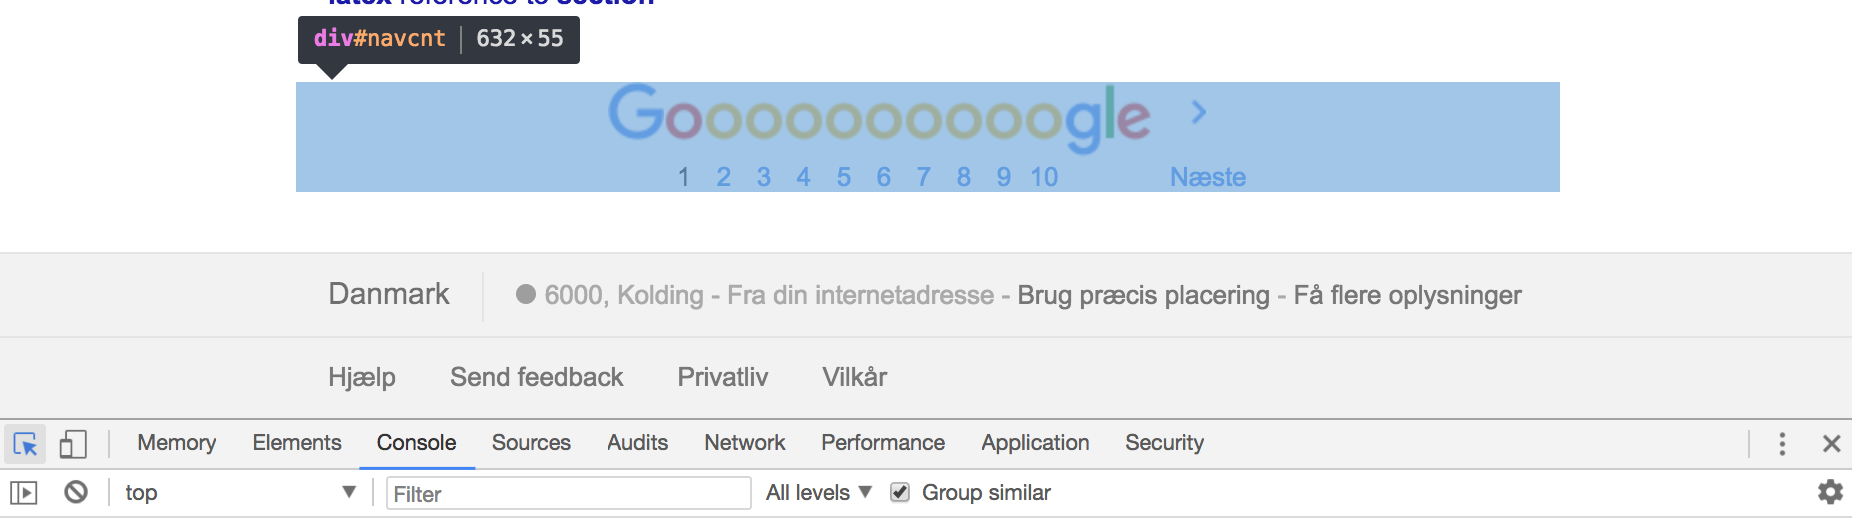 latex reference to section
div#navcnt | 632 × 55
Goooooooooogle >
1 2 3 4 5 6 7 8 9 10 Næste
Danmark
6000, Kolding - Fra din internetadresse - Brug præcis placering - Få flere oplysninger
Hjælp Send feedback Privatliv Vilkår
Memory Elements Console Sources Audits Network Performance Application Security
top Filter All levels Group similar